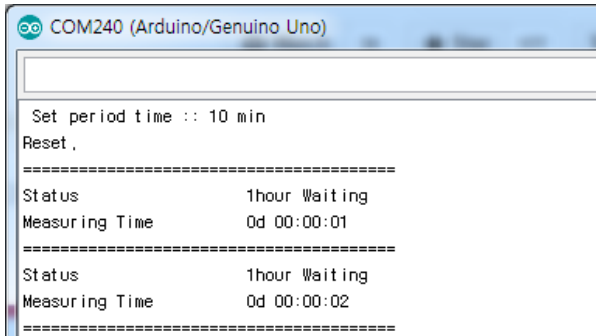 COM240 (Arduino/Genuino Uno)
Set period time :: 10 min
Reset,
========================================
Status 1hour Waiting
Measuring Time 0d 00:00:01
========================================
Status 1hour Waiting
Measuring Time 0d 00:00:02
========================================